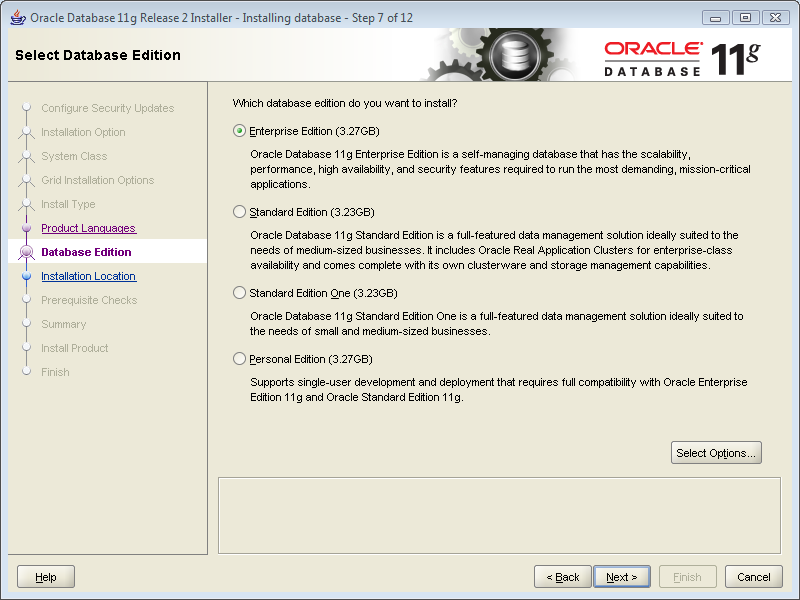 Oracle Database 11g Release 2 Installer - Installing database - Step 7 of 12
Select Database Edition
ORACLE
DATABASE
11g
Configure Security Updates
Installation Option
System Class
Grid Installation Options
Install Type
Product Languages
Database Edition
Installation Location
Prerequisite Checks
Summary
Install Product
Finish
Which database edition do you want to install?
Enterprise Edition (3.27GB)
Oracle Database 11g Enterprise Edition is a self-managing database that has the scalability,
performance, high availability, and security features required to run the most demanding, mission-critical
applications.
Standard Edition (3.23GB)
Oracle Database 11g Standard Edition is a full-featured data management solution ideally suited to the
needs of medium-sized businesses. It includes Oracle Real Application Clusters for enterprise-class
availability and comes complete with its own clusterware and storage management capabilities.
Standard Edition One (3.23GB)
Oracle Database 11g Standard Edition One is a full-featured data management solution ideally suited to
the needs of small and medium-sized businesses.
Personal Edition (3.27GB)
Supports single-user development and deployment that requires full compatibility with Oracle Enterprise
Edition 11g and Oracle Standard Edition 11g.
Select Options...
Help
< Back
Next >
Finish
Cancel